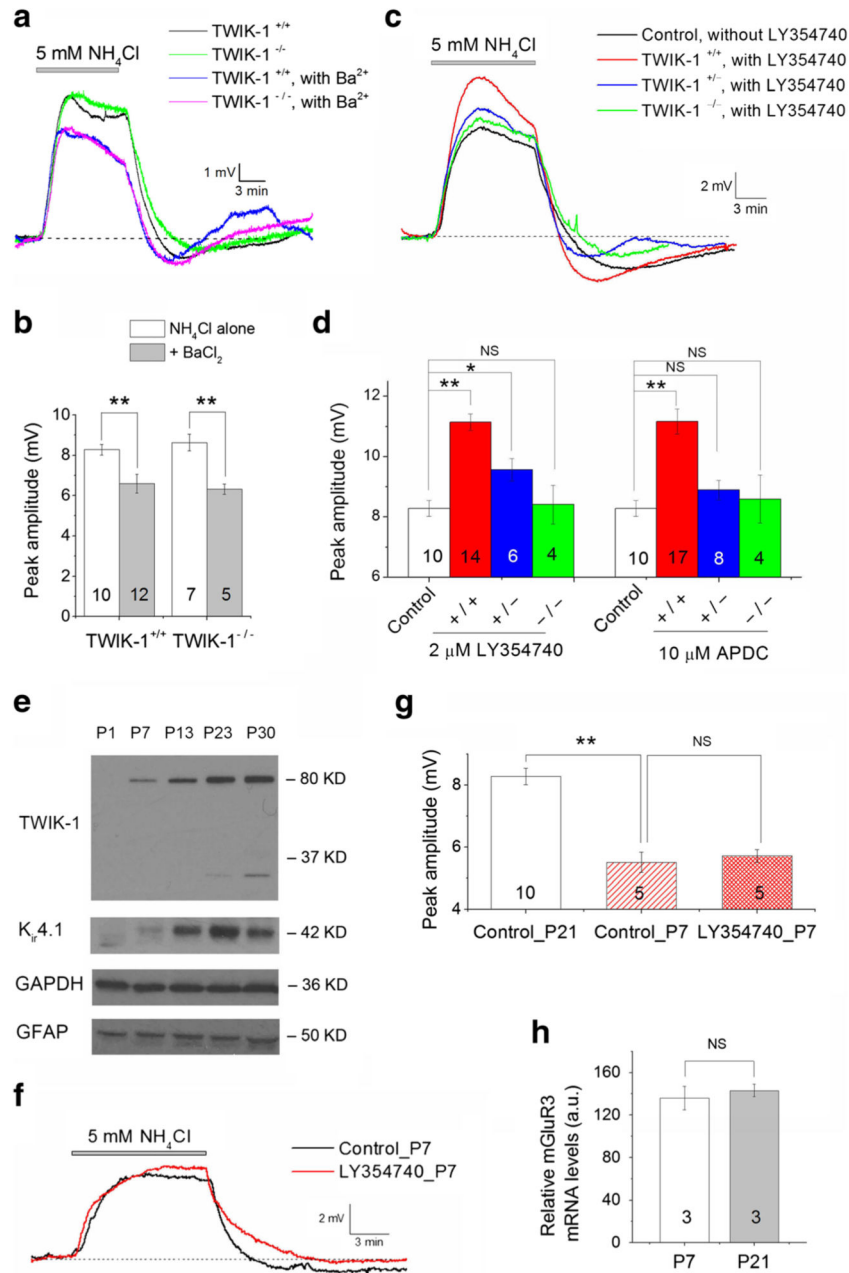 a
5 mM NH₄Cl
TWIK-1 +/+
TWIK-1 -/-
TWIK-1 +/+, with Ba2+
TWIK-1 -/-, with Ba2+
1 mV
3 min
b
NH₄Cl alone
+ BaCl₂
**
**
Peak amplitude (mV)
10
8
6
4
2
0
10
12
7
5
TWIK-1+/+
TWIK-1-/-
c
5 mM NH₄Cl
Control, without LY354740
TWIK-1 +/+, with LY354740
TWIK-1 +/−, with LY354740
TWIK-1 −/−, with LY354740
2 mV
3 min
d
NS
*
**
NS
NS
**
Peak amplitude (mV)
12
10
8
6
10
14
6
4
10
17
8
4
Control
+/+
+/−
−/−
Control
+/+
+/−
−/−
2 μM LY354740
10 μM APDC
e
P1 P7 P13 P23 P30
TWIK-1
– 80 KD
– 37 KD
Kir4.1
– 42 KD
GAPDH
– 36 KD
GFAP
– 50 KD
f
5 mM NH₄Cl
Control_P7
LY354740_P7
2 mV
3 min
g
**
NS
Peak amplitude (mV)
8
6
4
10
5
5
Control_P21
Control_P7
LY354740_P7
h
NS
Relative mGluR3
mRNA levels (a.u.)
160
120
80
40
0
3
3
P7
P21